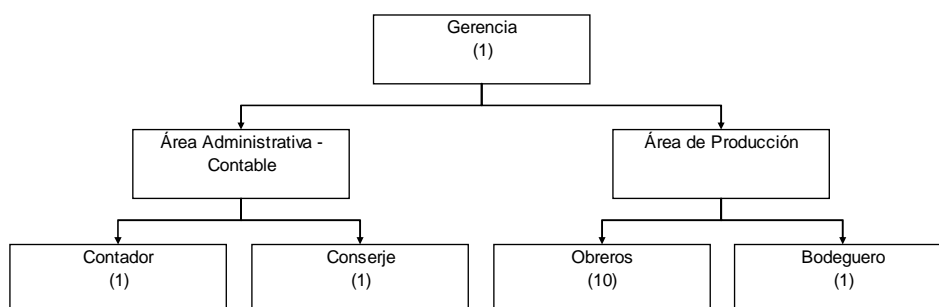 Gerencia
(1)
Área Administrativa -
Contable
Área de Producción
Contador
(1)
Conserje
(1)
Obreros
(10)
Bodeguero
(1)